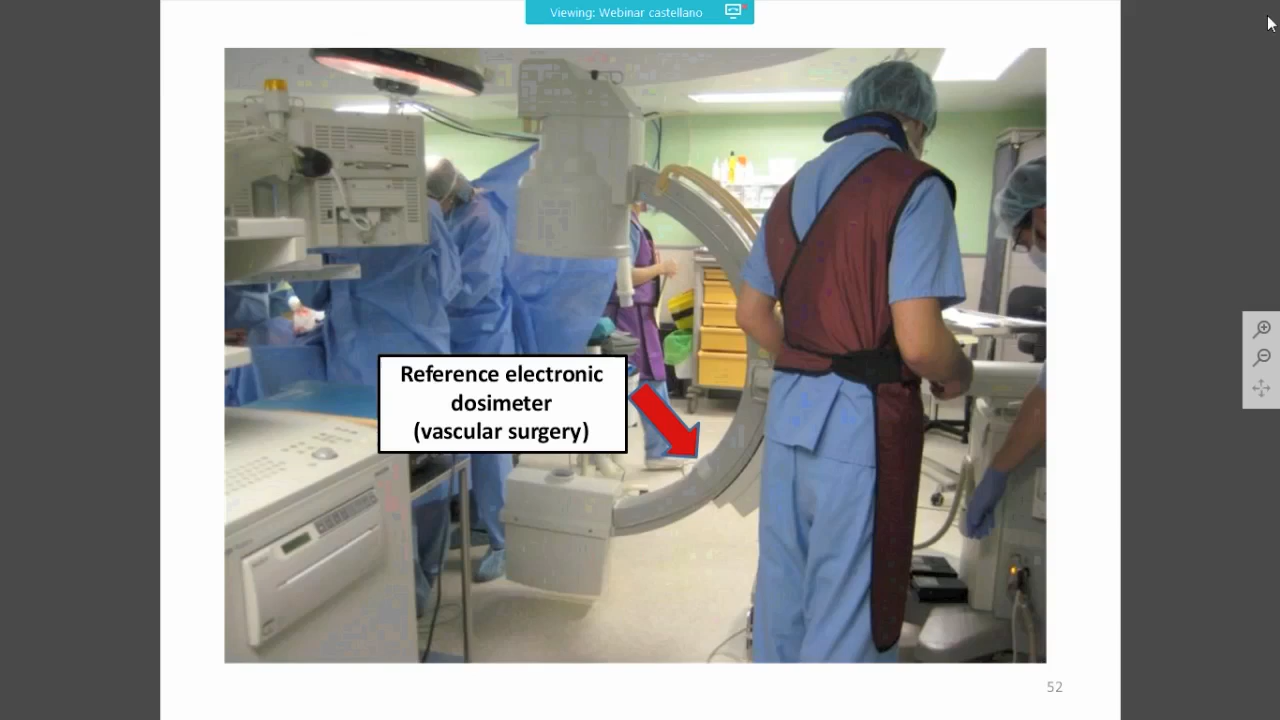 Viewing: Webinar castellano
Reference electronic
dosimeter
(vascular surgery)
52